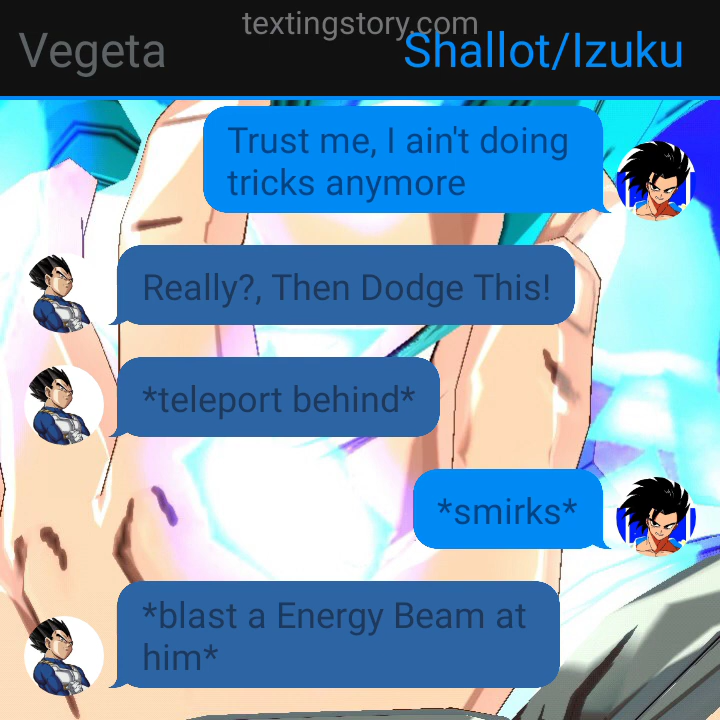 textingstory.com
Vegeta
Shallot/Izuku
Trust me, I ain't doing
tricks anymore
Really?, Then Dodge This!
*teleport behind*
*smirks*
*blast a Energy Beam at
him*